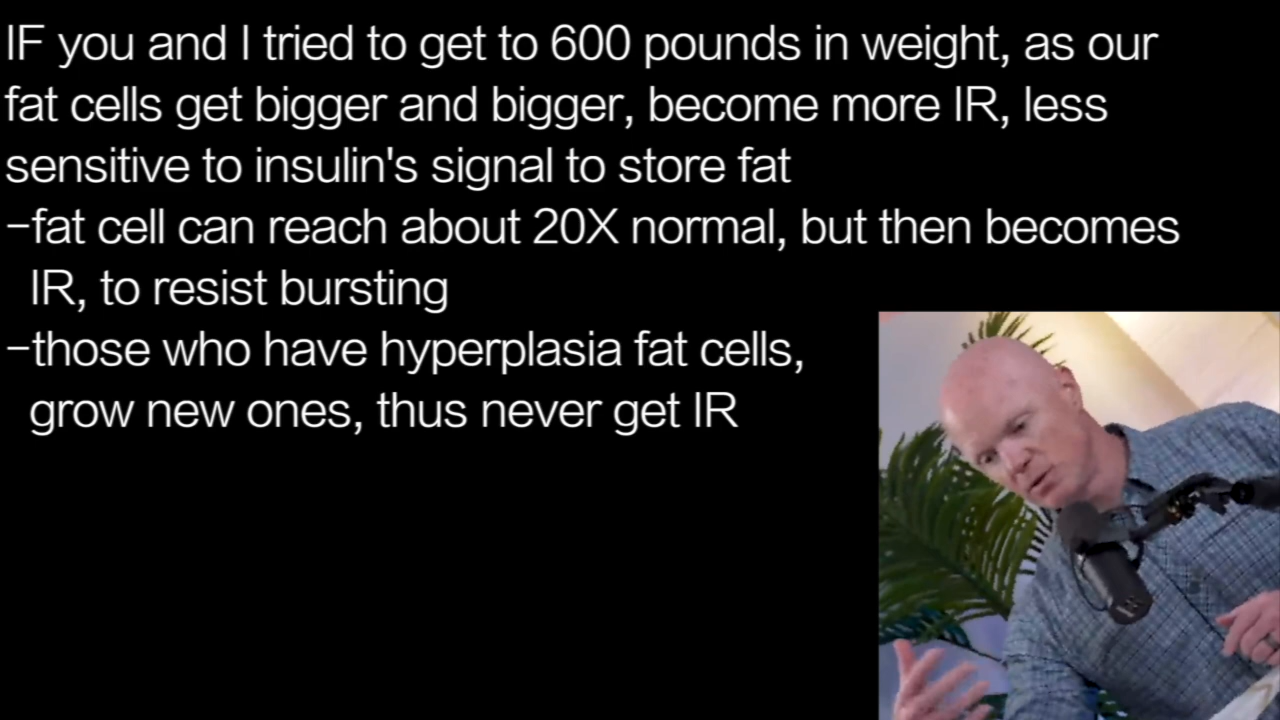 IF you and I tried to get to 600 pounds in weight, as our
fat cells get bigger and bigger, become more IR, less
sensitive to insulin's signal to store fat
–fat cell can reach about 20X normal, but then becomes
IR, to resist bursting
–those who have hyperplasia fat cells,
grow new ones, thus never get IR